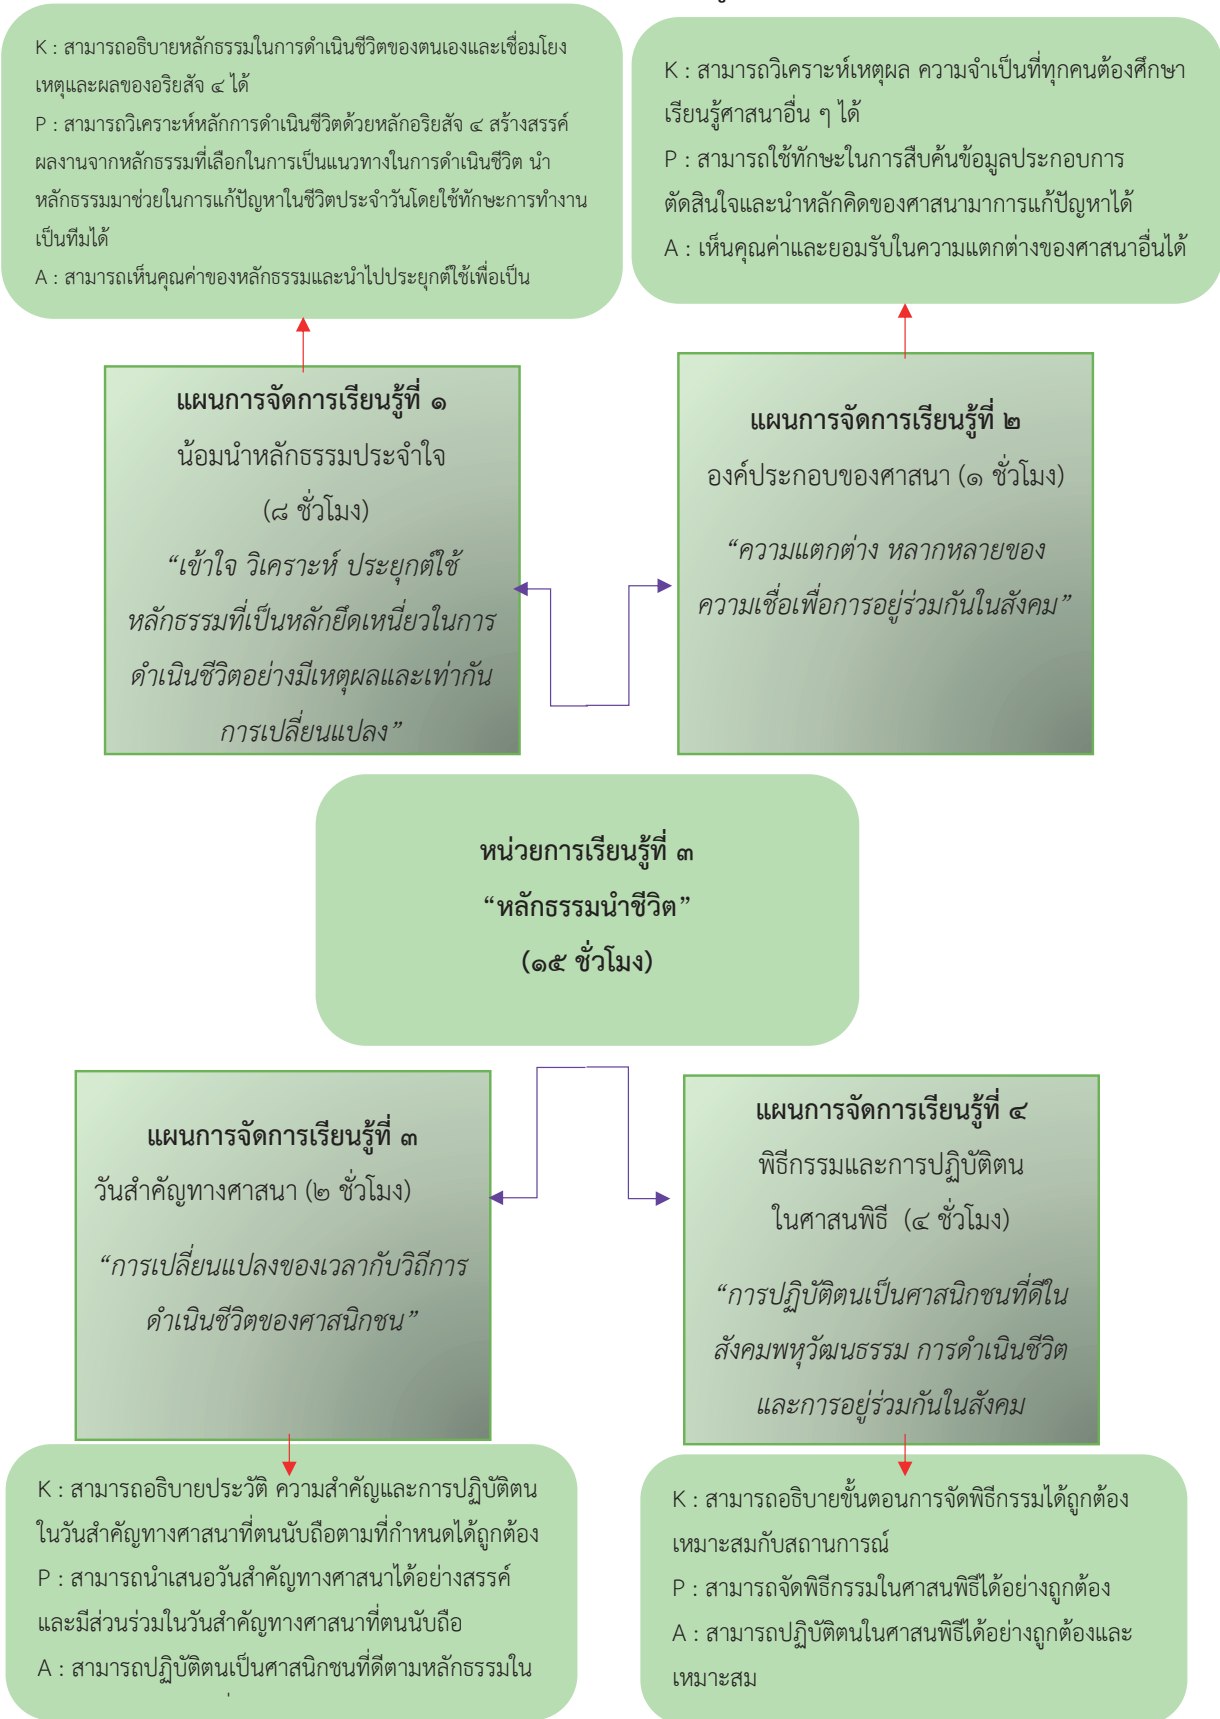 K : สามารถอธิบายหลักธรรมในการดำเนินชีวิตของตนเองและเชื่อมโยง
เหตุและผลของอริยสัจ ๔ ได้
P : สามารถวิเคราะห์หลักการดำเนินชีวิตด้วยหลักอริยสัจ ๔ สร้างสรรค์
ผลงานจากหลักธรรมที่เลือกในการเป็นแนวทางในการดำเนินชีวิต นำ
หลักธรรมมาช่วยในการแก้ปัญหาในชีวิตประจำวันโดยใช้ทักษะการทำงาน
เป็นทีมได้
A : สามารถเห็นคุณค่าของหลักธรรมและนำไปประยุกต์ใช้เพื่อเป็น
K : สามารถวิเคราะห์เหตุผล ความจำเป็นที่ทุกคนต้องศึกษา
เรียนรู้ศาสนาอื่น ๆ ได้
P : สามารถใช้ทักษะในการสืบค้นข้อมูลประกอบการ
ตัดสินใจและนำหลักคิดของศาสนามาการแก้ปัญหาได้
A : เห็นคุณค่าและยอมรับในความแตกต่างของศาสนาอื่นได้
แผนการจัดการเรียนรู้ที่ ๑
น้อมนำหลักธรรมประจำใจ
(๘ ชั่วโมง)
“เข้าใจ วิเคราะห์ ประยุกต์ใช้
หลักธรรมที่เป็นหลักยึดเหนี่ยวในการ
ดำเนินชีวิตอย่างมีเหตุผลและเท่ากัน
การเปลี่ยนแปลง”
แผนการจัดการเรียนรู้ที่ ๒
องค์ประกอบของศาสนา (๑ ชั่วโมง)
“ความแตกต่าง หลากหลายของ
ความเชื่อเพื่อการอยู่ร่วมกันในสังคม”
หน่วยการเรียนรู้ที่ ๓
“หลักธรรมนำชีวิต”
(๑๕ ชั่วโมง)
แผนการจัดการเรียนรู้ที่ ๓
วันสำคัญทางศาสนา (๒ ชั่วโมง)
“การเปลี่ยนแปลงของเวลากับวิถีการ
ดำเนินชีวิตของศาสนิกชน”
แผนการจัดการเรียนรู้ที่ ๔
พิธีกรรมและการปฏิบัติตน
ในศาสนพิธี (๔ ชั่วโมง)
“การปฏิบัติตนเป็นศาสนิกชนที่ดีใน
สังคมพหุวัฒนธรรม การดำเนินชีวิต
และการอยู่ร่วมกันในสังคม
K : สามารถอธิบายประวัติ ความสำคัญและการปฏิบัติตน
ในวันสำคัญทางศาสนาที่ตนนับถือตามที่กำหนดได้ถูกต้อง
P : สามารถนำเสนอวันสำคัญทางศาสนาได้อย่างสรรค์
และมีส่วนร่วมในวันสำคัญทางศาสนาที่ตนนับถือ
A : สามารถปฏิบัติตนเป็นศาสนิกชนที่ดีตามหลักธรรมใน
K : สามารถอธิบายขั้นตอนการจัดพิธีกรรมได้ถูกต้อง
เหมาะสมกับสถานการณ์
P : สามารถจัดพิธีกรรมในศาสนพิธีได้อย่างถูกต้อง
A : สามารถปฏิบัติตนในศาสนพิธีได้อย่างถูกต้องและ
เหมาะสม